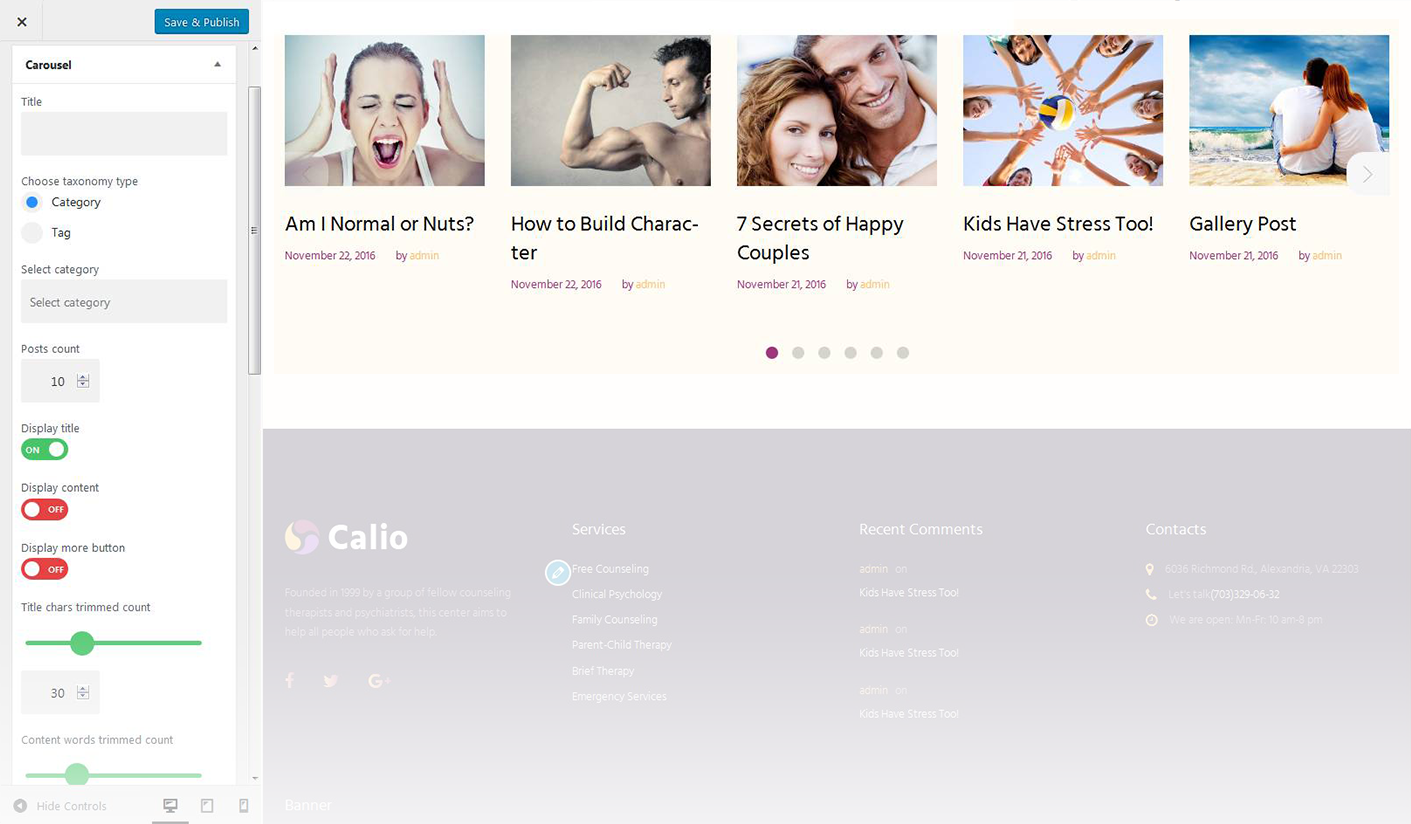 Save & Publish
Carousel
Title
Choose taxonomy type
Category
Tag
Select category
Select category
Posts count
10
Display title
ON
Display content
OFF
Display more button
OFF
Title chars trimmed count
30
Content words trimmed count
Hide Controls
Am I Normal or Nuts?
November 22, 2016 by admin
How to Build Charac-
ter
November 22, 2016 by admin
7 Secrets of Happy
Couples
November 21, 2016 by admin
Kids Have Stress Too!
November 21, 2016 by admin
Gallery Post
November 21, 2016 by admin
Calio
Founded in 1999 by a group of fellow counseling
therapists and psychiatrists, this center aims to
help all people who ask for help.
Services
Free Counseling
Clinical Psychology
Family Counseling
Parent-Child Therapy
Brief Therapy
Emergency Services
Recent Comments
admin on
Kids Have Stress Too!
admin on
Kids Have Stress Too!
admin on
Kids Have Stress Too!
Contacts
6036 Richmond Rd., Alexandria, VA 22303
Let's talk(703)329-06-32
We are open: Mn-Fr: 10 am-8 pm
Banner